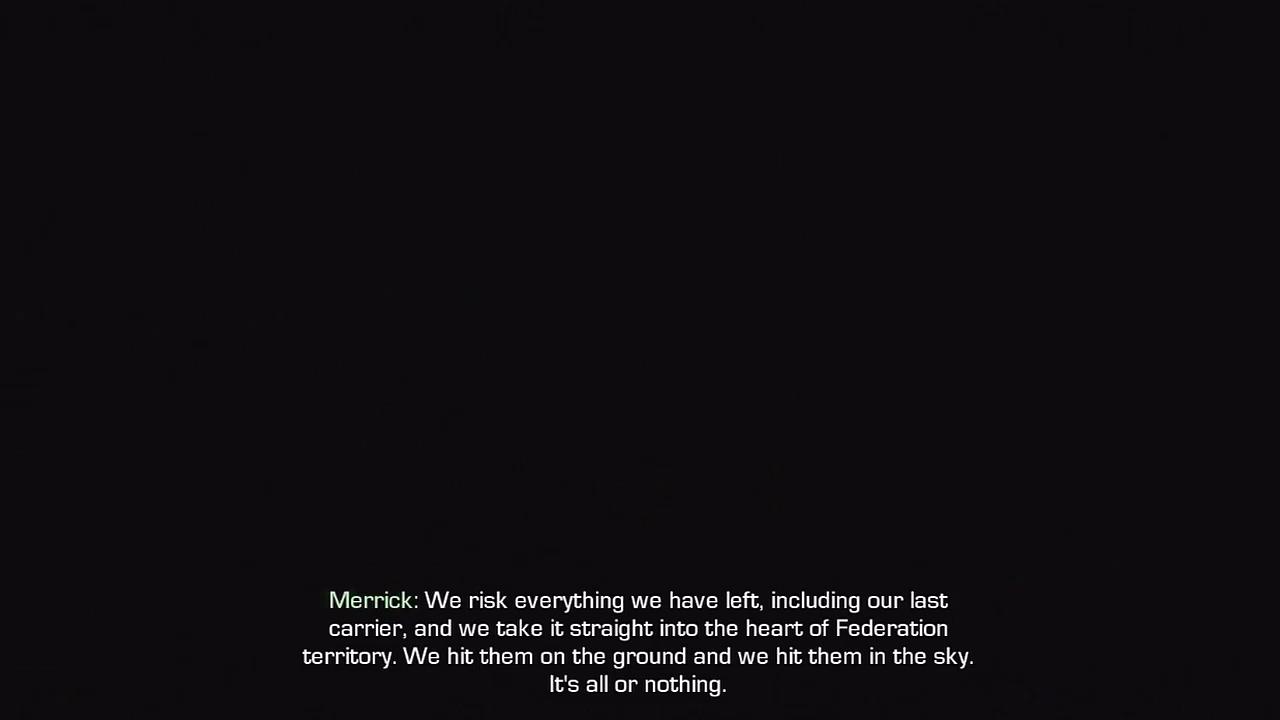 Merrick: We risk everything we have left, including our last
carrier, and we take it straight into the heart of Federation
territory. We hit them on the ground and we hit them in the sky.
It's all or nothing.